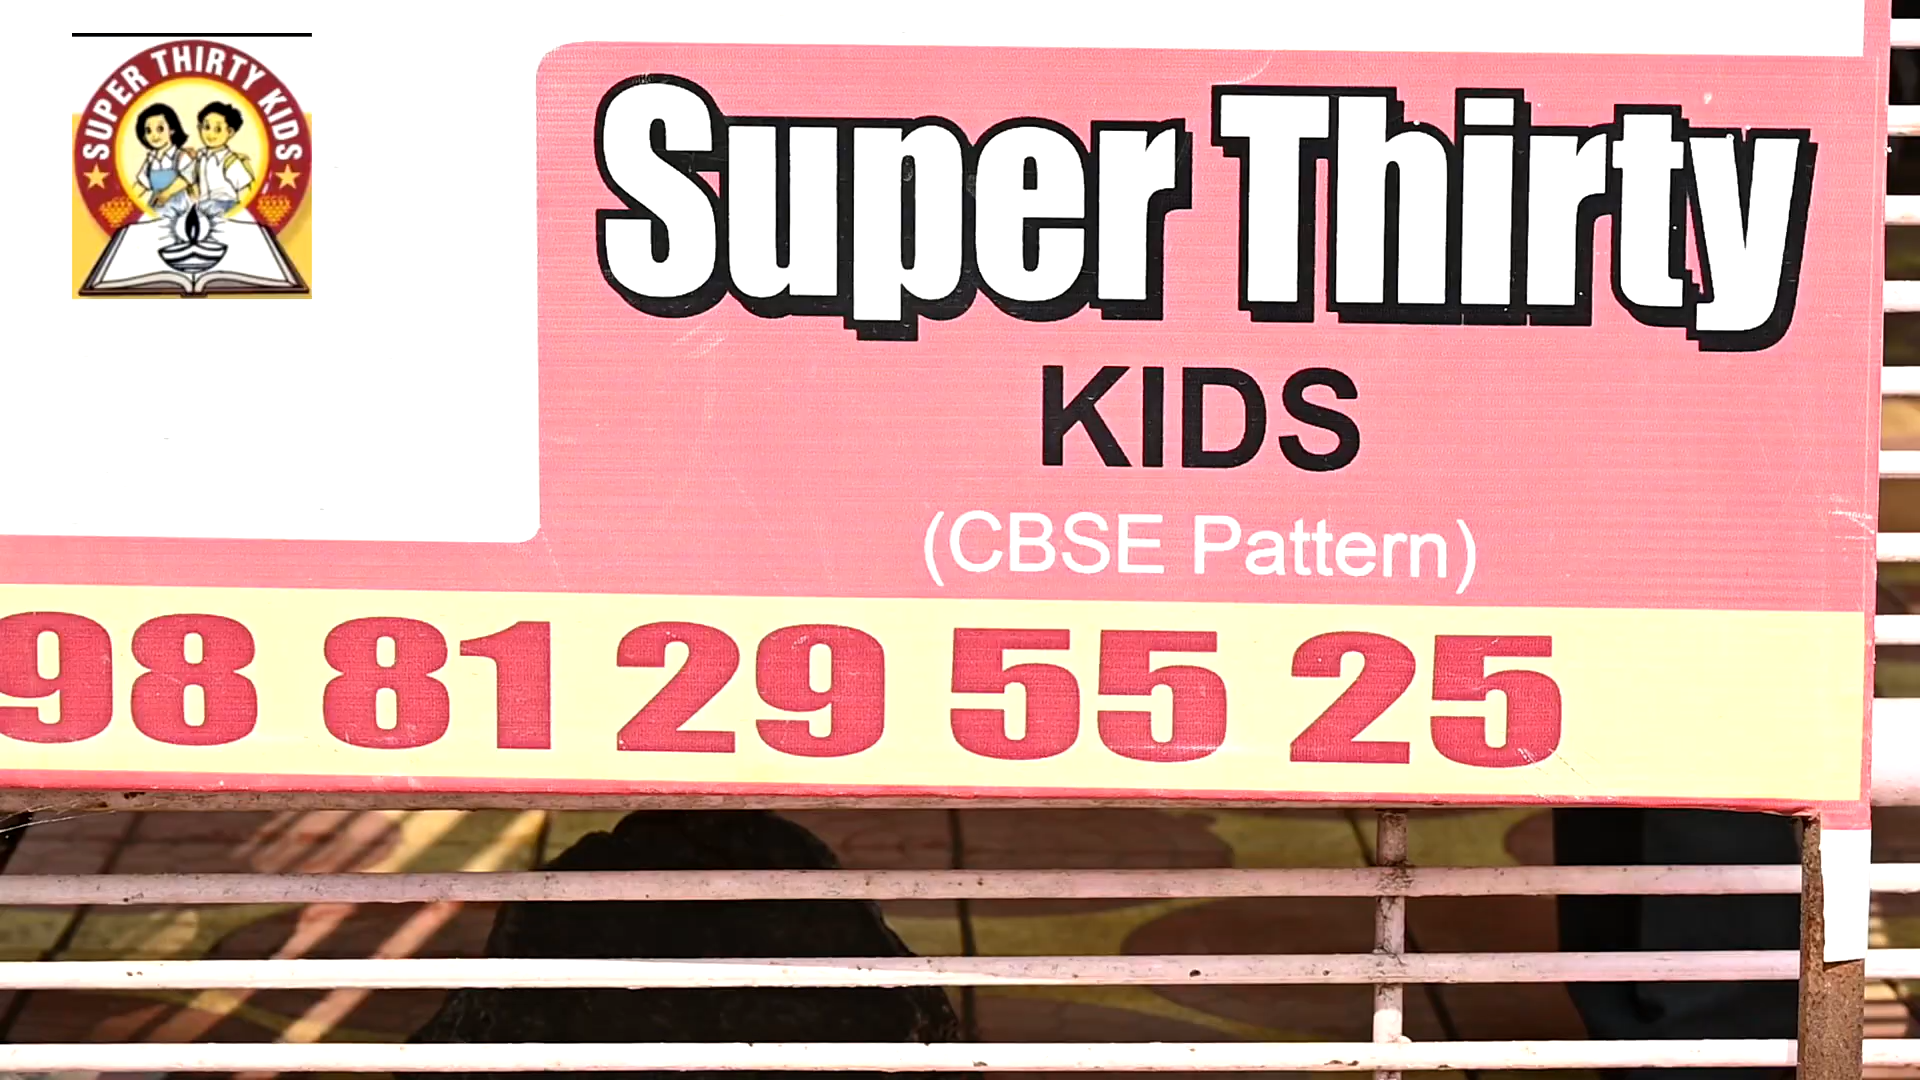 SUPER THIRTY KIDS
Super Thirty
KIDS
(CBSE Pattern)
98 81 29 55 25